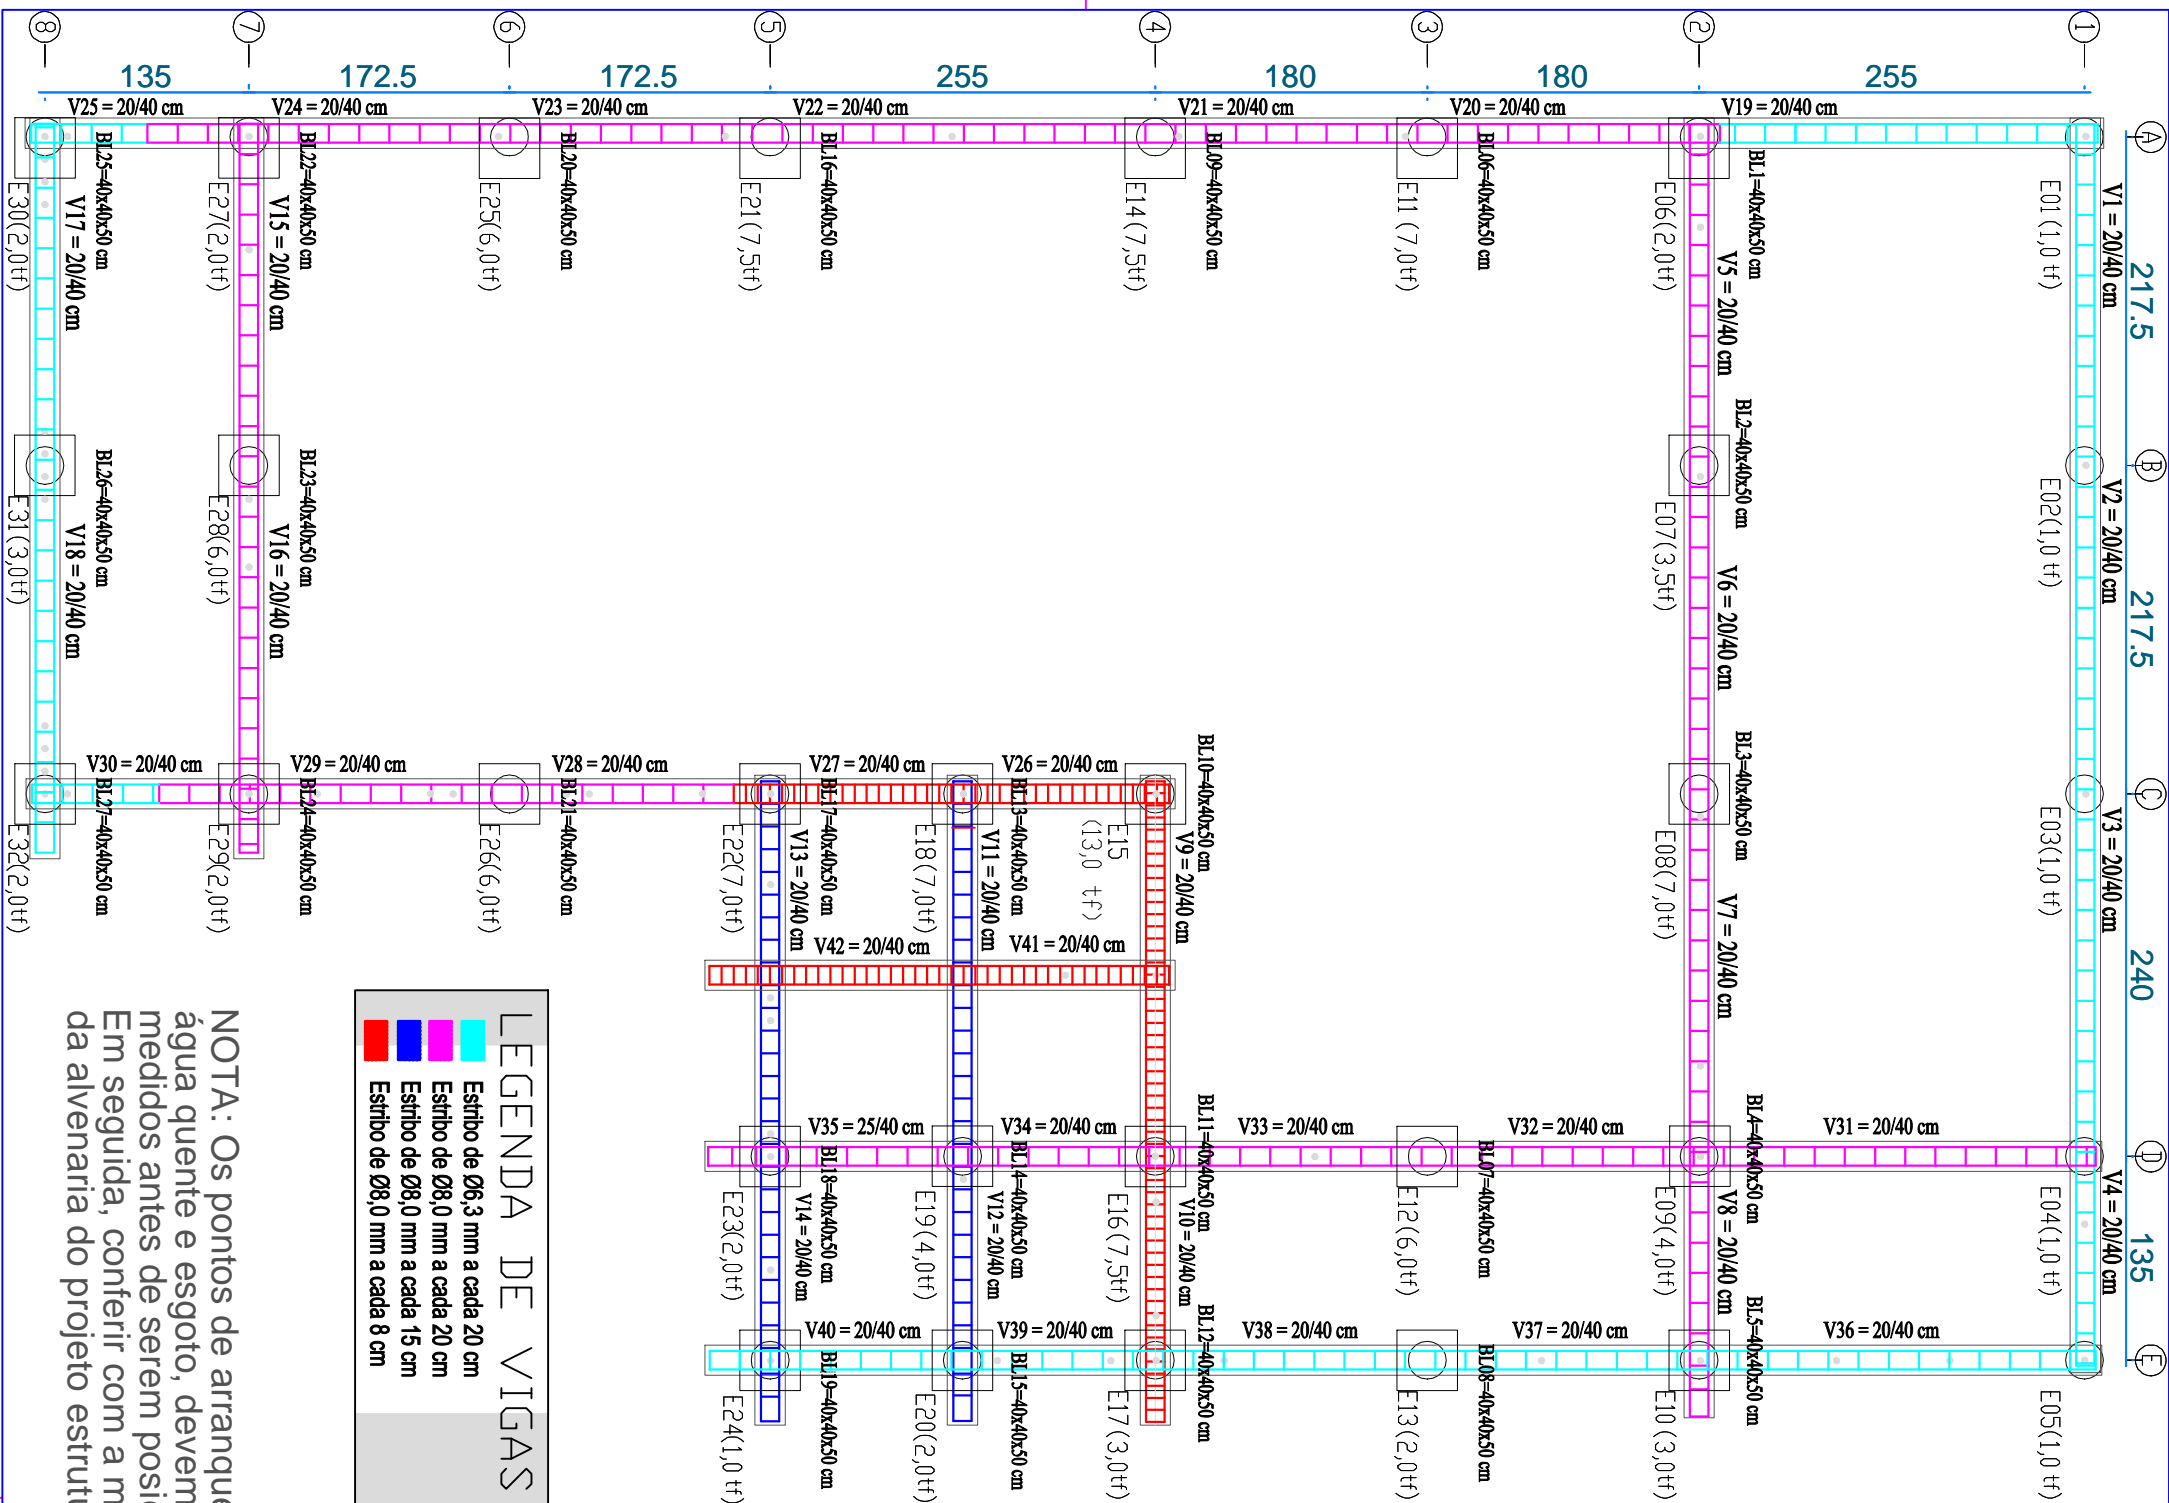 8
7
6
5
4
3
2
1
135
172.5
172.5
255
180
180
255
V25 = 20/40 cm
V24 = 20/40 cm
V23 = 20/40 cm
V22 = 20/40 cm
V21 = 20/40 cm
V20 = 20/40 cm
V19 = 20/40 cm
A
B
C
D
E
217.5
217.5
240
135
V1 = 20/40 cm
V2 = 20/40 cm
V3 = 20/40 cm
V4 = 20/40 cm
E01(1,0 tf)
E02(1,0 tf)
E03(1,0 tf)
E04(1,0 tf)
E05(1,0 tf)
BL1=40x40x50 cm
BL2=40x40x50 cm
BL3=40x40x50 cm
BL4=40x40x50 cm
BL5=40x40x50 cm
V5 = 20/40 cm
V6 = 20/40 cm
V7 = 20/40 cm
V8 = 20/40 cm
E06(2,0tf)
E07(3,5tf)
E08(7,0tf)
E09(4,0tf)
E10(3,0tf)
V31 = 20/40 cm
V36 = 20/40 cm
BL06=40x40x50 cm
BL07=40x40x50 cm
BL08=40x40x50 cm
E11(7,0tf)
E12(6,0tf)
E13(2,0tf)
V32 = 20/40 cm
V37 = 20/40 cm
V33 = 20/40 cm
V38 = 20/40 cm
BL09=40x40x50 cm
BL10=40x40x50 cm
BL11=40x40x50 cm
BL12=40x40x50 cm
V9 = 20/40 cm
V10 = 20/40 cm
E14(7,5tf)
E15
(13,0 tf)
E16(7,5tf)
E17(3,0tf)
V26 = 20/40 cm
V41 = 20/40 cm
V34 = 20/40 cm
V39 = 20/40 cm
BL13=40x40x50 cm
BL14=40x40x50 cm
BL15=40x40x50 cm
V11 = 20/40 cm
V12 = 20/40 cm
E18(7,0tf)
E19(4,0tf)
E20(2,0tf)
V27 = 20/40 cm
V42 = 20/40 cm
V35 = 25/40 cm
V40 = 20/40 cm
BL16=40x40x50 cm
BL17=40x40x50 cm
BL18=40x40x50 cm
BL19=40x40x50 cm
V13 = 20/40 cm
V14 = 20/40 cm
E21(7,5tf)
E22(7,0tf)
E23(2,0tf)
E24(1,0 tf)
V28 = 20/40 cm
BL20=40x40x50 cm
BL21=40x40x50 cm
E25(6,0tf)
E26(6,0tf)
V29 = 20/40 cm
BL22=40x40x50 cm
BL23=40x40x50 cm
BL24=40x40x50 cm
V15 = 20/40 cm
V16 = 20/40 cm
E27(2,0tf)
E28(6,0tf)
E29(2,0tf)
V30 = 20/40 cm
BL25=40x40x50 cm
BL26=40x40x50 cm
BL27=40x40x50 cm
V17 = 20/40 cm
V18 = 20/40 cm
E30(2,0tf)
E31(3,0tf)
E32(2,0tf)
LEGENDA DE VIGAS
Estribo de Ø6,3 mm a cada 20 cm
Estribo de Ø8,0 mm a cada 20 cm
Estribo de Ø8,0 mm a cada 15 cm
Estribo de Ø8,0 mm a cada 8 cm
NOTA: Os pontos de arranque
água quente e esgoto, devem
medidos antes de serem posic
Em seguida, conferir com a m
da alvenaria do projeto estrutu